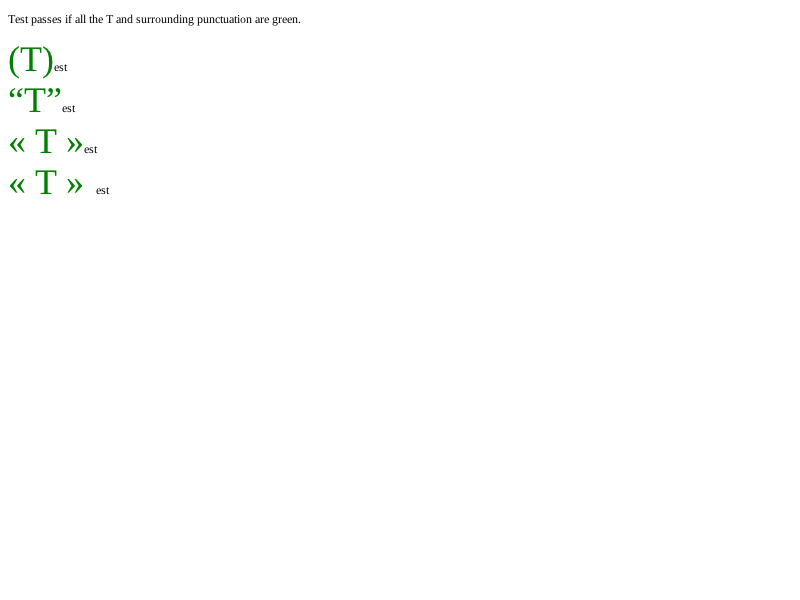 Test passes if all the T and surrounding punctuation are green.
(T)est
“T”est
« T »est
« T » est